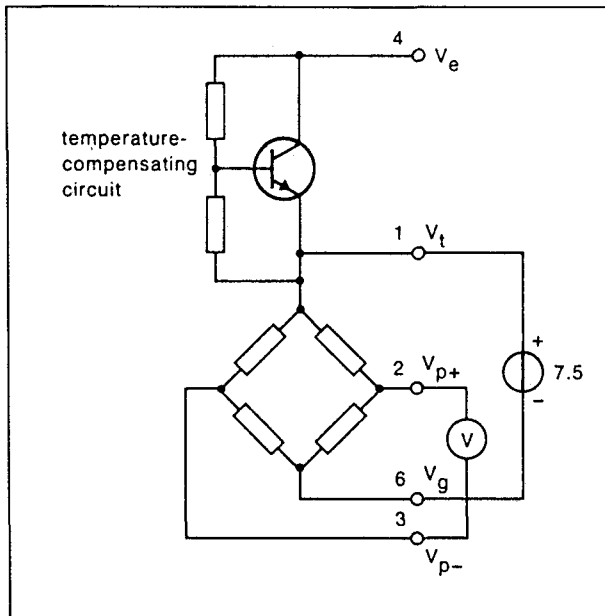 4 Ve
temperature-
compensating
circuit
1 Vt
+
2 Vp+
7.5
-
V
6 Vg
3
Vp-